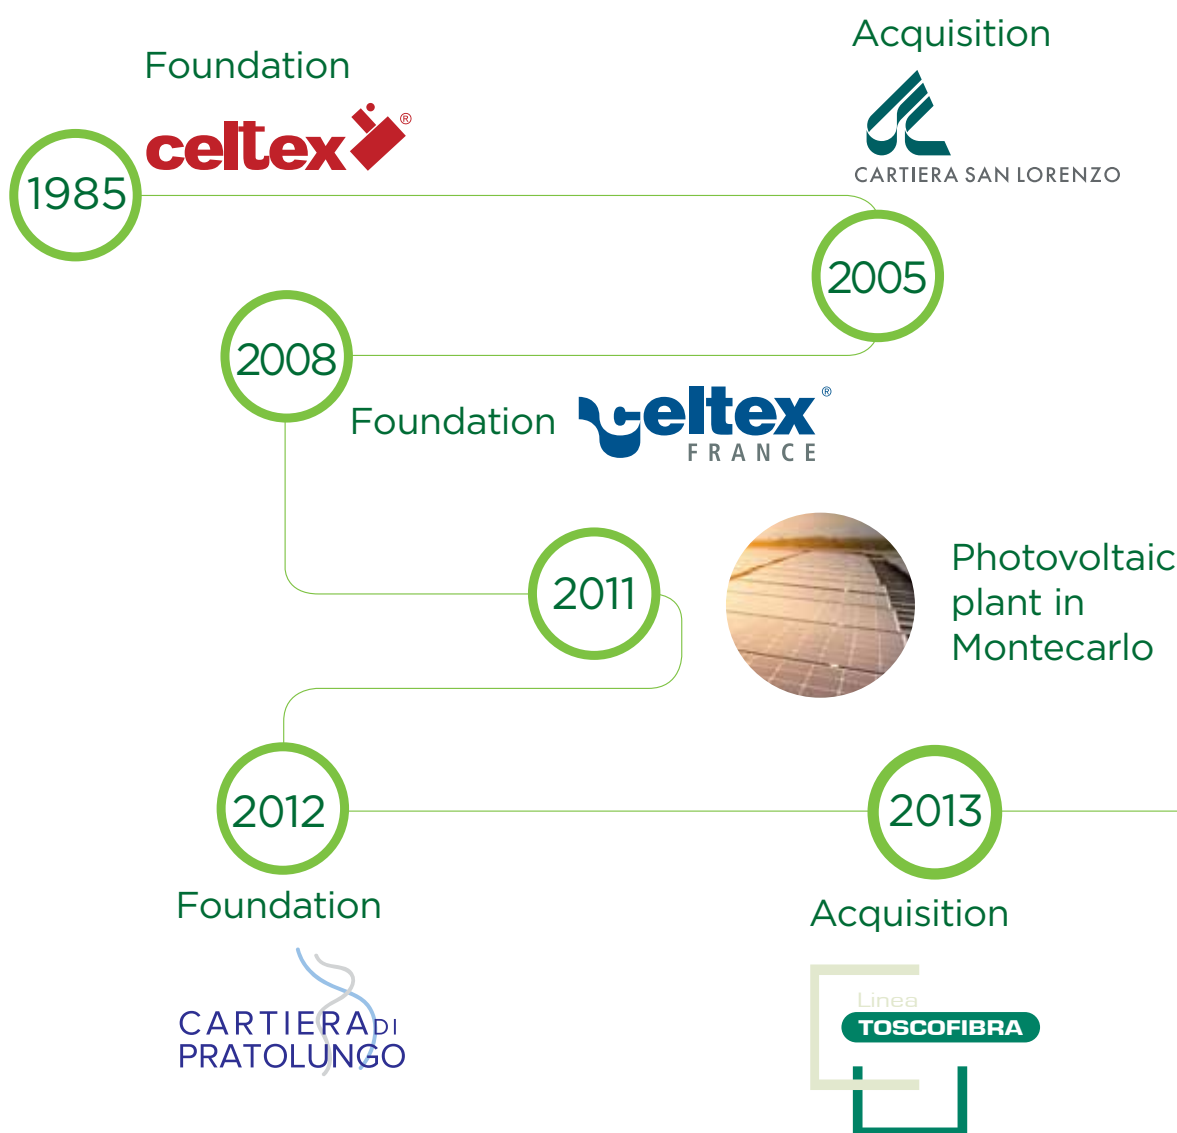 Foundation
celtex®
1985
Acquisition
CARTIERA SAN LORENZO
2005
2008
Foundation
celtex®
FRANCE
2011
Photovoltaic
plant in
Montecarlo
2012
Foundation
CARTIERA DI
PRATOLUNGO
2013
Acquisition
Linea
TOSCOFIBRA